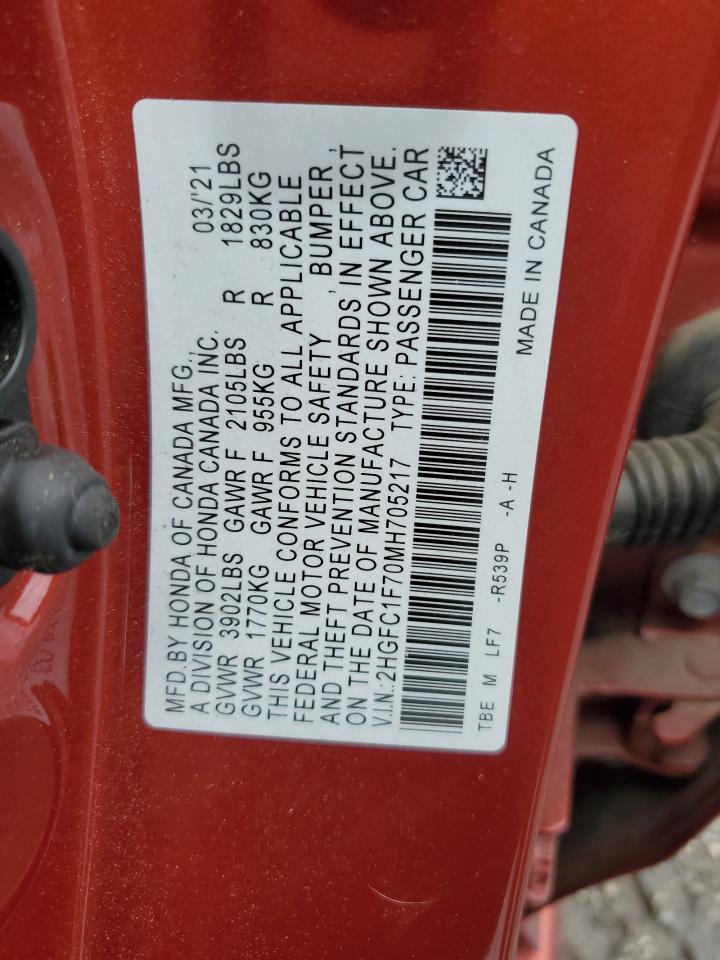 MFD.BY HONDA OF CANADA MFG., 03/'21
A DIVISION OF HONDA CANADA INC.
GVWR 3902LBS GAWR F 2105LBS R 1829LBS
GVWR 1770KG GAWR F 955KG R 830KG
THIS VEHICLE CONFORMS TO ALL APPLICABLE
FEDERAL MOTOR VEHICLE SAFETY , BUMPER ,
AND THEFT PREVENTION STANDARDS IN EFFECT
ON THE DATE OF MANUFACTURE SHOWN ABOVE.
V.I.N.:2HGFC1F70MH705217 TYPE: PASSENGER CAR
TBE M LF7 -R539P -A -H MADE IN CANADA